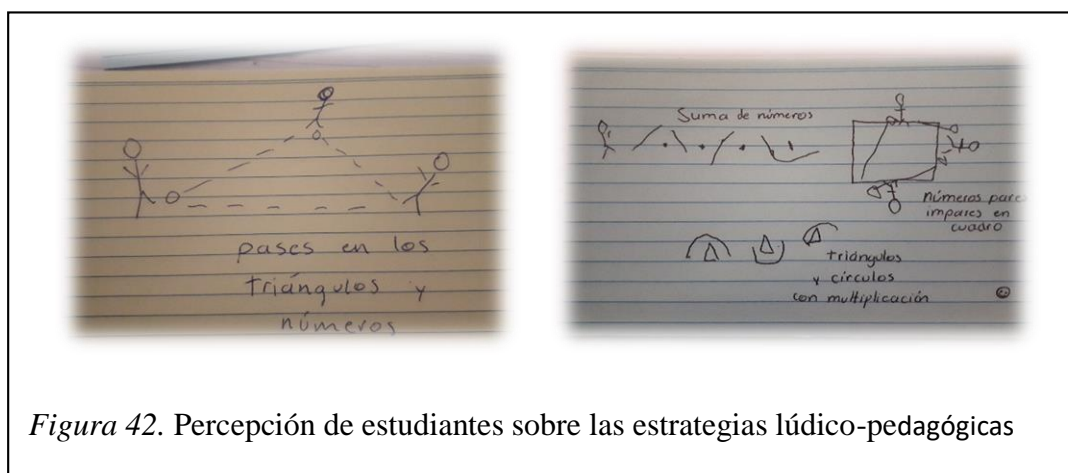 pases en los
triángulos y
números
Suma de números
números pares
impares en
cuadro
triángulos
y círculos
con multiplicación
Figura 42. Percepción de estudiantes sobre las estrategias lúdico-pedagógicas